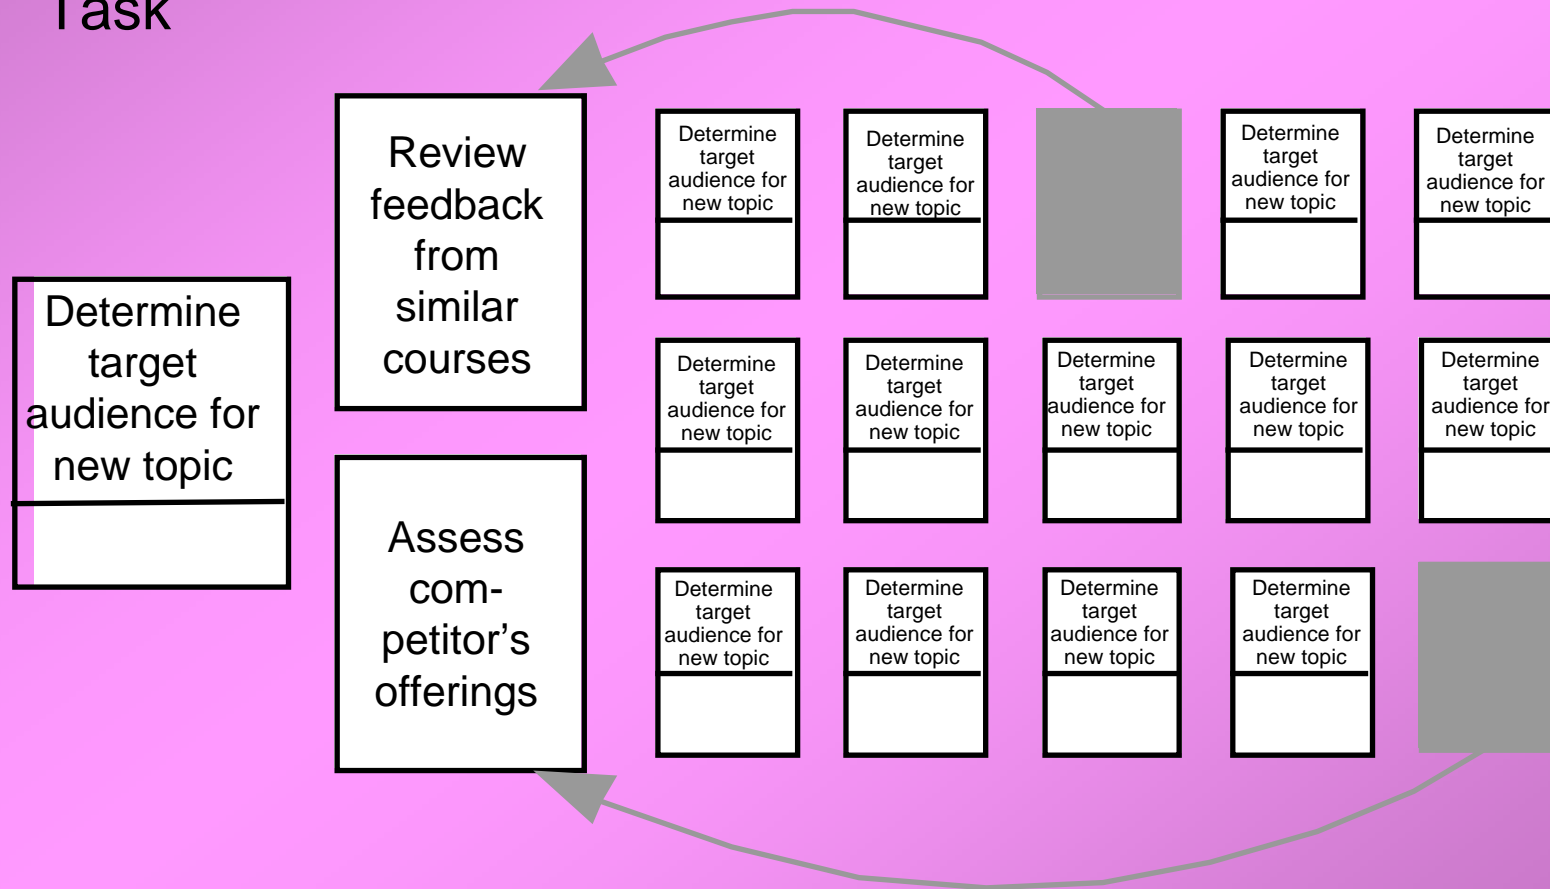 Task
Determine
target
audience for
new topic
Review
feedback
from
similar
courses
Assess
com-
petitor’s
offerings
Determine
target
audience for
new topic
Determine
target
audience for
new topic
Determine
target
audience for
new topic
Determine
target
audience for
new topic
Determine
target
audience for
new topic
Determine
target
audience for
new topic
Determine
target
audience for
new topic
Determine
target
audience for
new topic
Determine
target
audience for
new topic
Determine
target
audience for
new topic
Determine
target
audience for
new topic
Determine
target
audience for
new topic
Determine
target
audience for
new topic